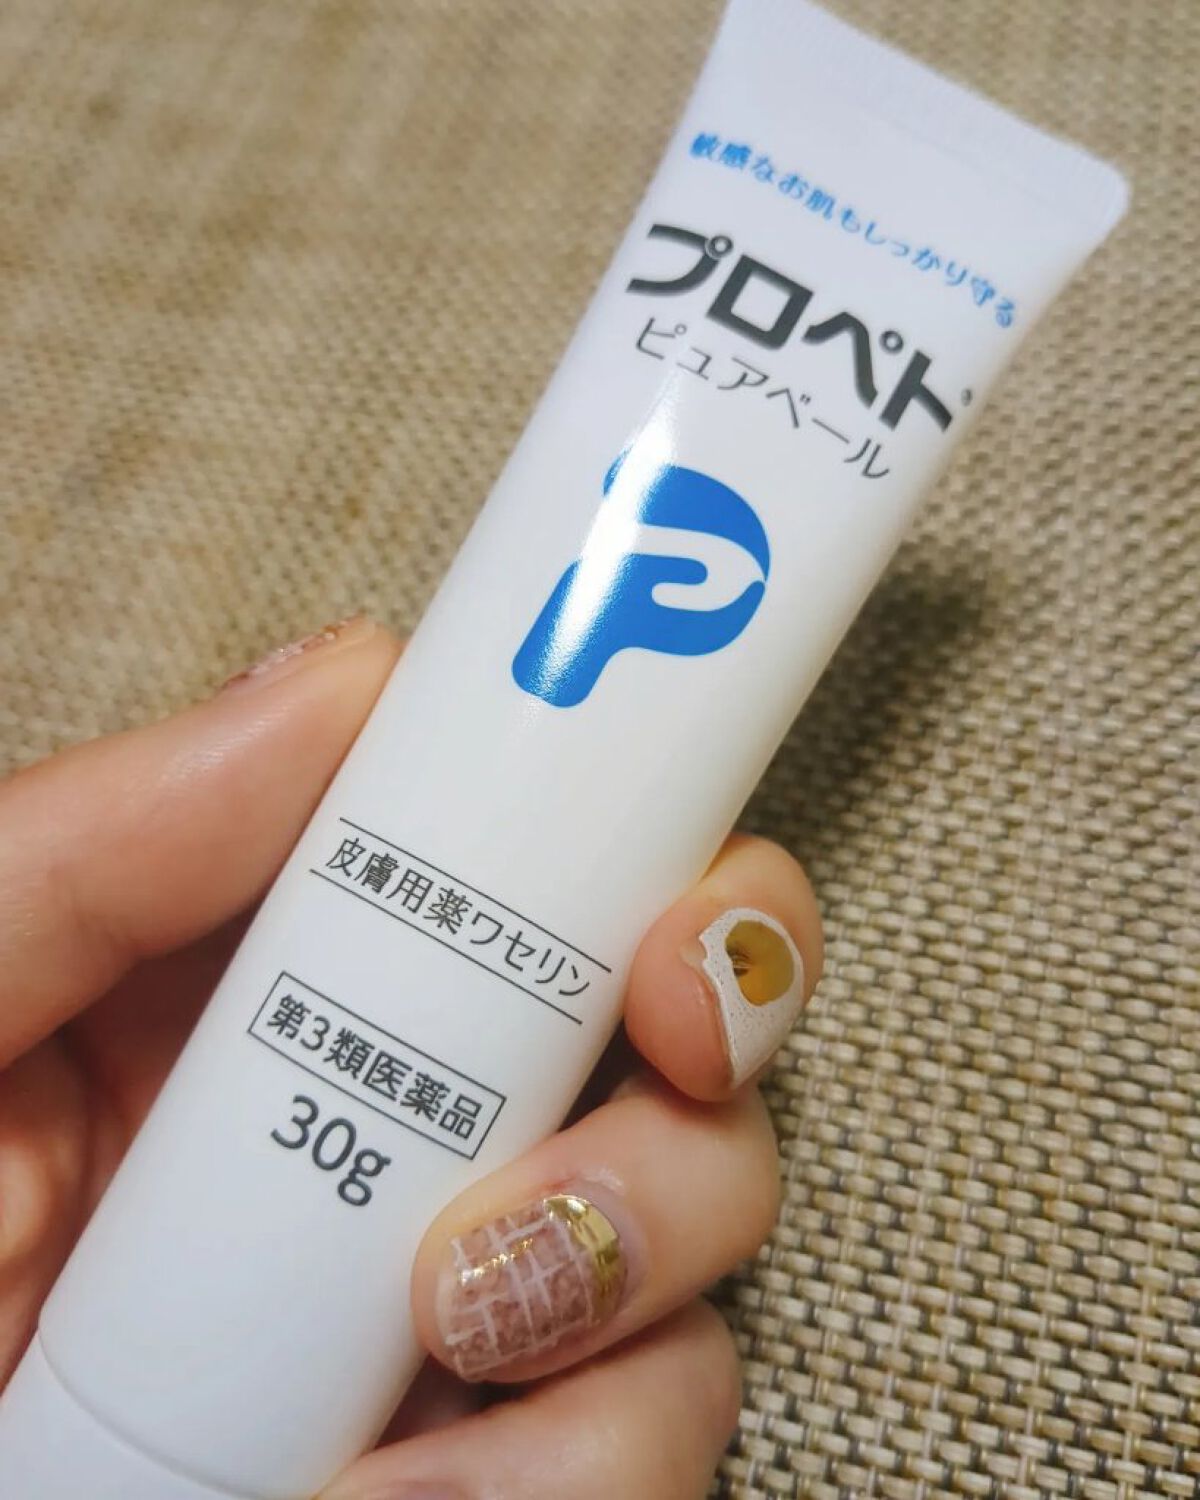 敏感なお肌もしっかり守る
プロペト
ピュアベール
皮膚用薬ワセリン
第3類医薬品
30g